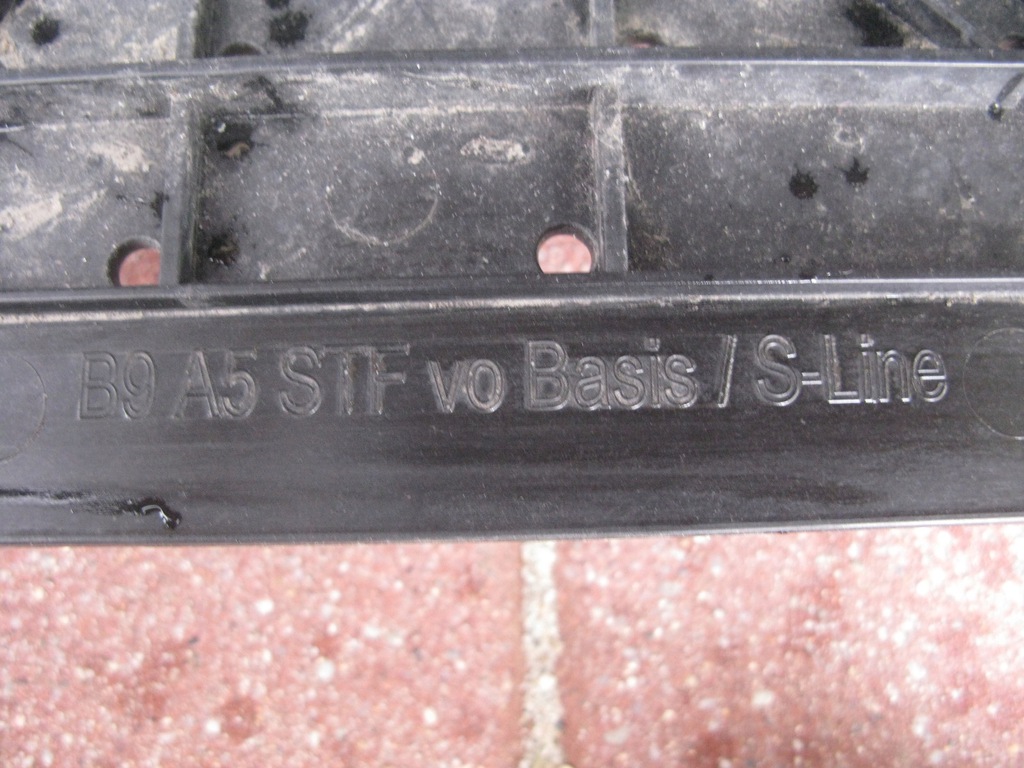 B9 A5 STF vo Basis / S-Line